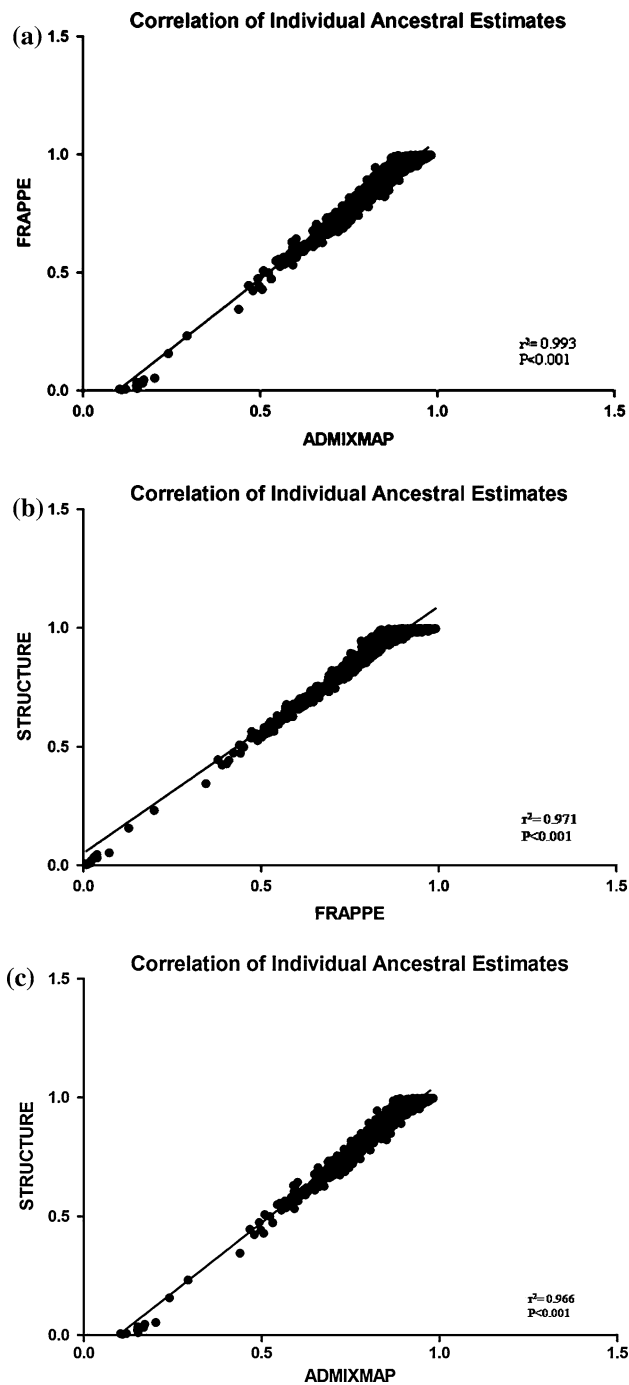 (a)
Correlation of Individual Ancestral Estimates
1.5
1.0
FRAPPE
0.5
r²= 0.993
P<0.001
0.0
0.0 0.5 1.0 1.5
ADMIXMAP
(b)
Correlation of Individual Ancestral Estimates
1.5
1.0
STRUCTURE
0.5
r²= 0.971
P<0.001
0.0
0.0 0.5 1.0 1.5
FRAPPE
(c)
Correlation of Individual Ancestral Estimates
1.5
1.0
STRUCTURE
0.5
r²= 0.966
P<0.001
0.0
0.0 0.5 1.0 1.5
ADMIXMAP